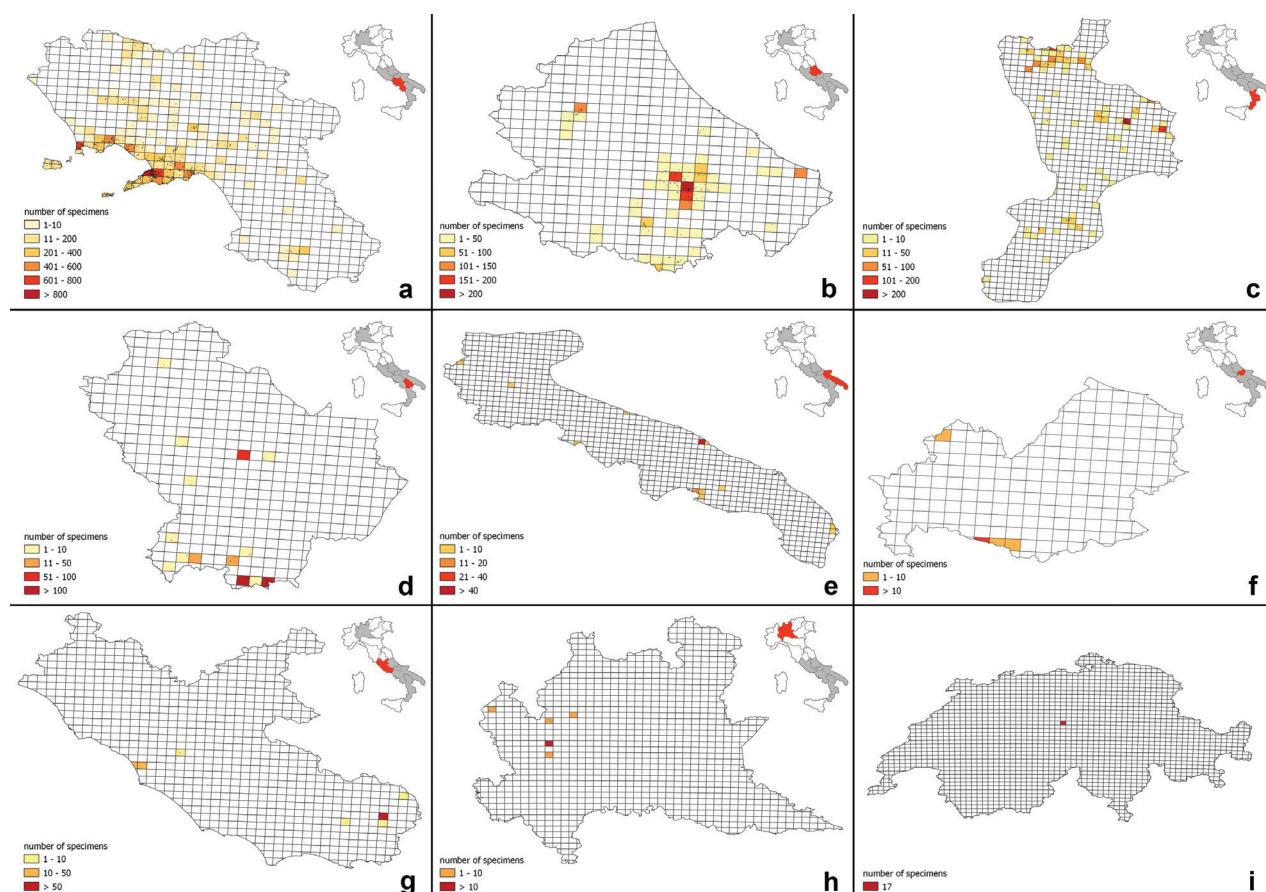 number of specimens
1-10
11 - 200
201 - 400
401 - 600
601 - 800
> 800
a
number of specimens
1 - 50
51 - 100
101 - 150
151 - 200
> 200
b
number of specimens
1 - 10
11 - 50
51 - 100
101 - 200
> 200
c
number of specimens
1 - 10
11 - 50
51 - 100
> 100
d
number of specimens
1 - 10
11 - 20
21 - 40
> 40
e
number of specimens
1 - 10
> 10
f
number of specimens
1 - 10
10 - 50
> 50
g
number of specimens
1 - 10
> 10
h
number of specimens
17
i